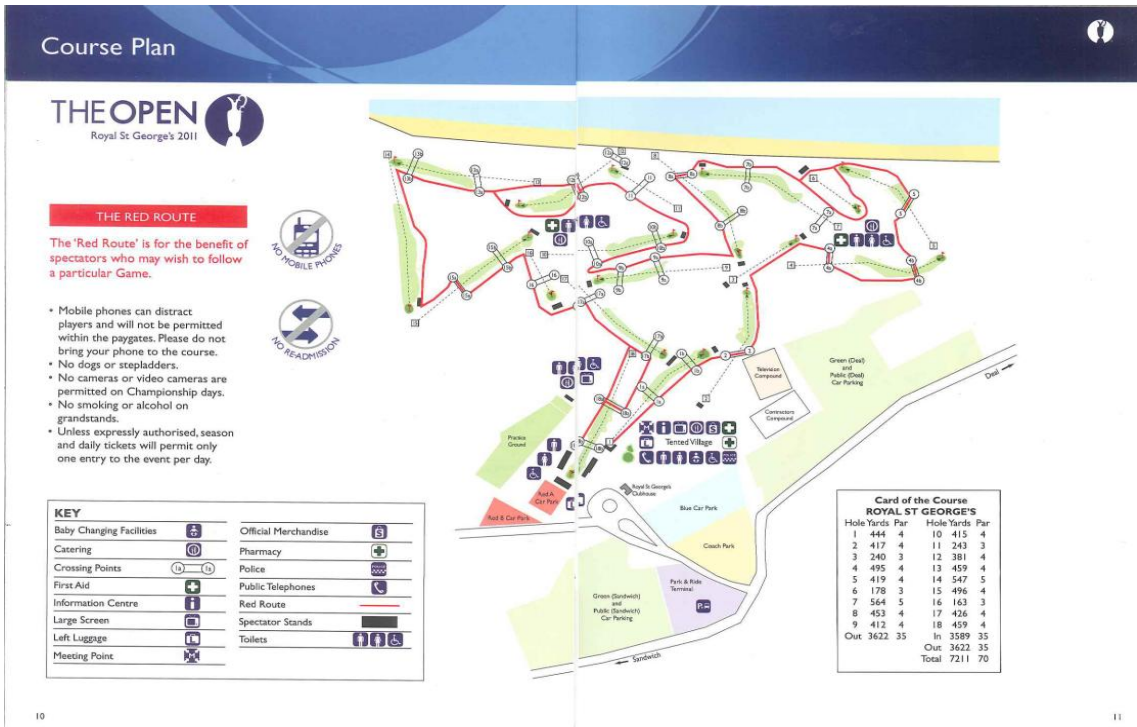 Course Plan
THE OPEN
Royal St George's 2011
THE RED ROUTE
The 'Red Route' is for the benefit of
spectators who may wish to follow
a particular Game.
NO MOBILE PHONES
NO RE-ADMISSION
• Mobile phones can distract
players and will not be permitted
within the paygates. Please do not
bring your phone to the course.
• No dogs or stepladders.
• No cameras or video cameras are
permitted on Championship days.
• No smoking or alcohol on
grandstands.
• Unless expressly authorised, season
and daily tickets will permit only
one entry to the event per day.
Television
Compound
Contractors
Compound
Green (Deal)
and
Public (Deal)
Car Parking
Deal
Practice
Ground
Tented Village
Royal St George's
Clubhouse
Red A
Car Park
Red B Car Park
Blue Car Park
Coach Park
Park & Ride
Terminal
Green (Sandwich)
and
Public (Sandwich)
Car Parking
Sandwich
KEY
Baby Changing Facilities
Catering
Crossing Points 1a 1a
First Aid
Information Centre
Large Screen
Left Luggage
Meeting Point
Official Merchandise
Pharmacy
Police
Public Telephones
Red Route
Spectator Stands
Toilets
Card of the Course
ROYAL ST GEORGE'S
Hole Yards Par Hole Yards Par
1 444 4 10 415 4
2 417 4 11 243 3
3 240 3 12 381 4
4 495 4 13 459 4
5 419 4 14 547 5
6 178 3 15 496 4
7 564 5 16 163 3
8 453 4 17 426 4
9 412 4 18 459 4
Out 3622 35 In 3589 35
Out 3622 35
Total 7211 70
10
11